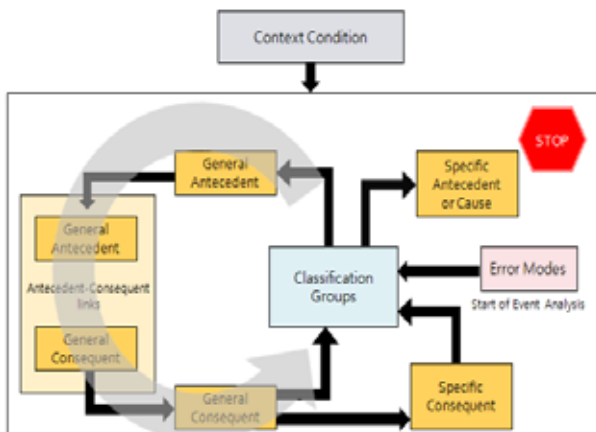 Context Condition
STOP
General
Antecedent
Specific
Antecedent
or Cause
General
Antecedent
Antecedent-Consequent
links
General
Consequent
Classification
Groups
Error Modes
Start of Event Analysis
General
Consequent
Specific
Consequent